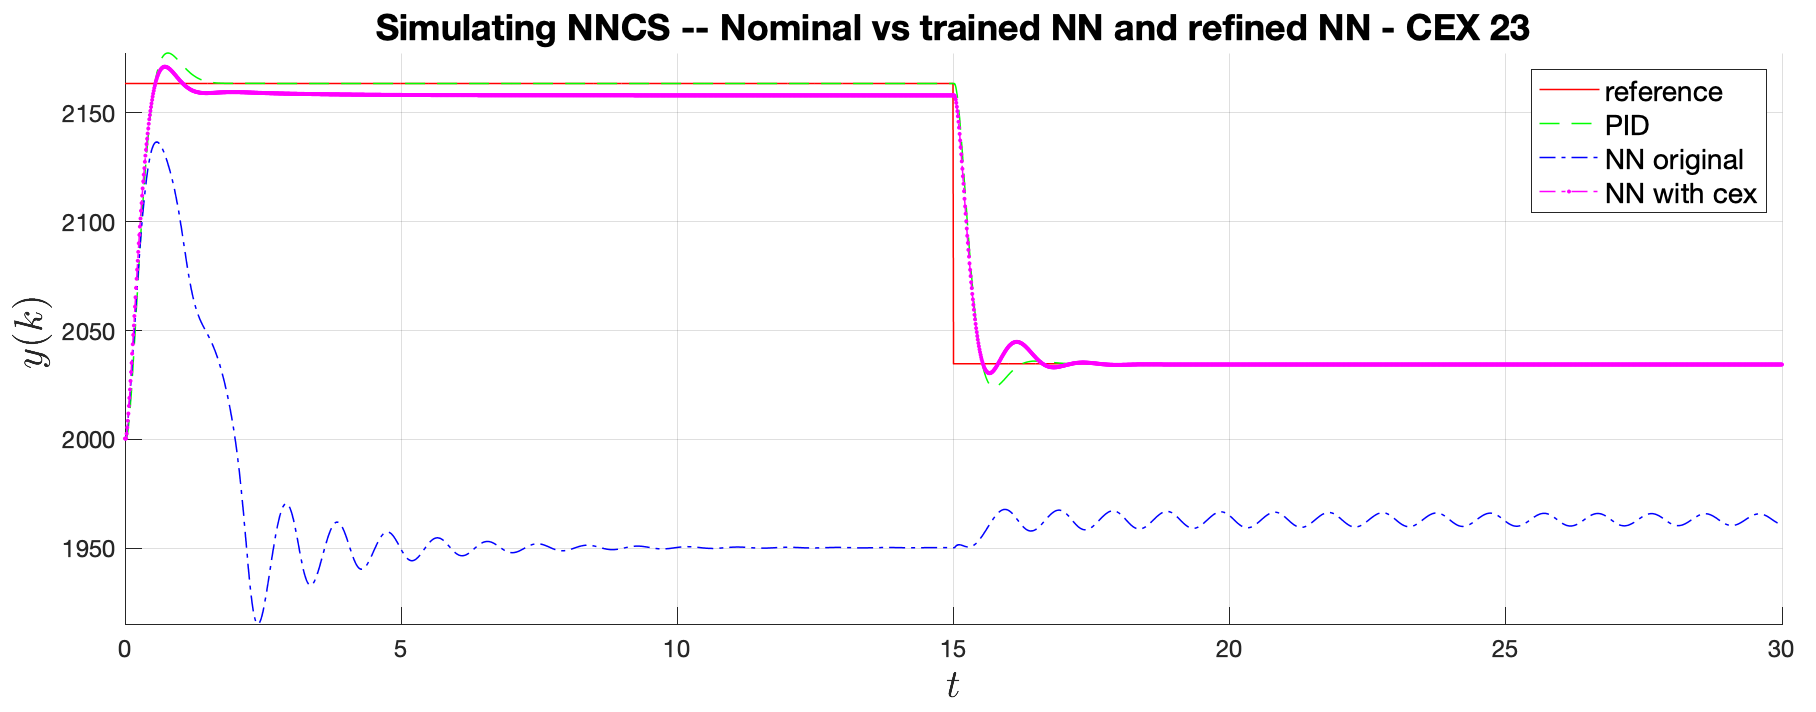 Simulating NNCS -- Nominal vs trained NN and refined NN - CEX 23
reference
PID
NN original
NN with cex
y(k)
2150
2100
2050
2000
1950
0
5
10
15
20
25
30
t